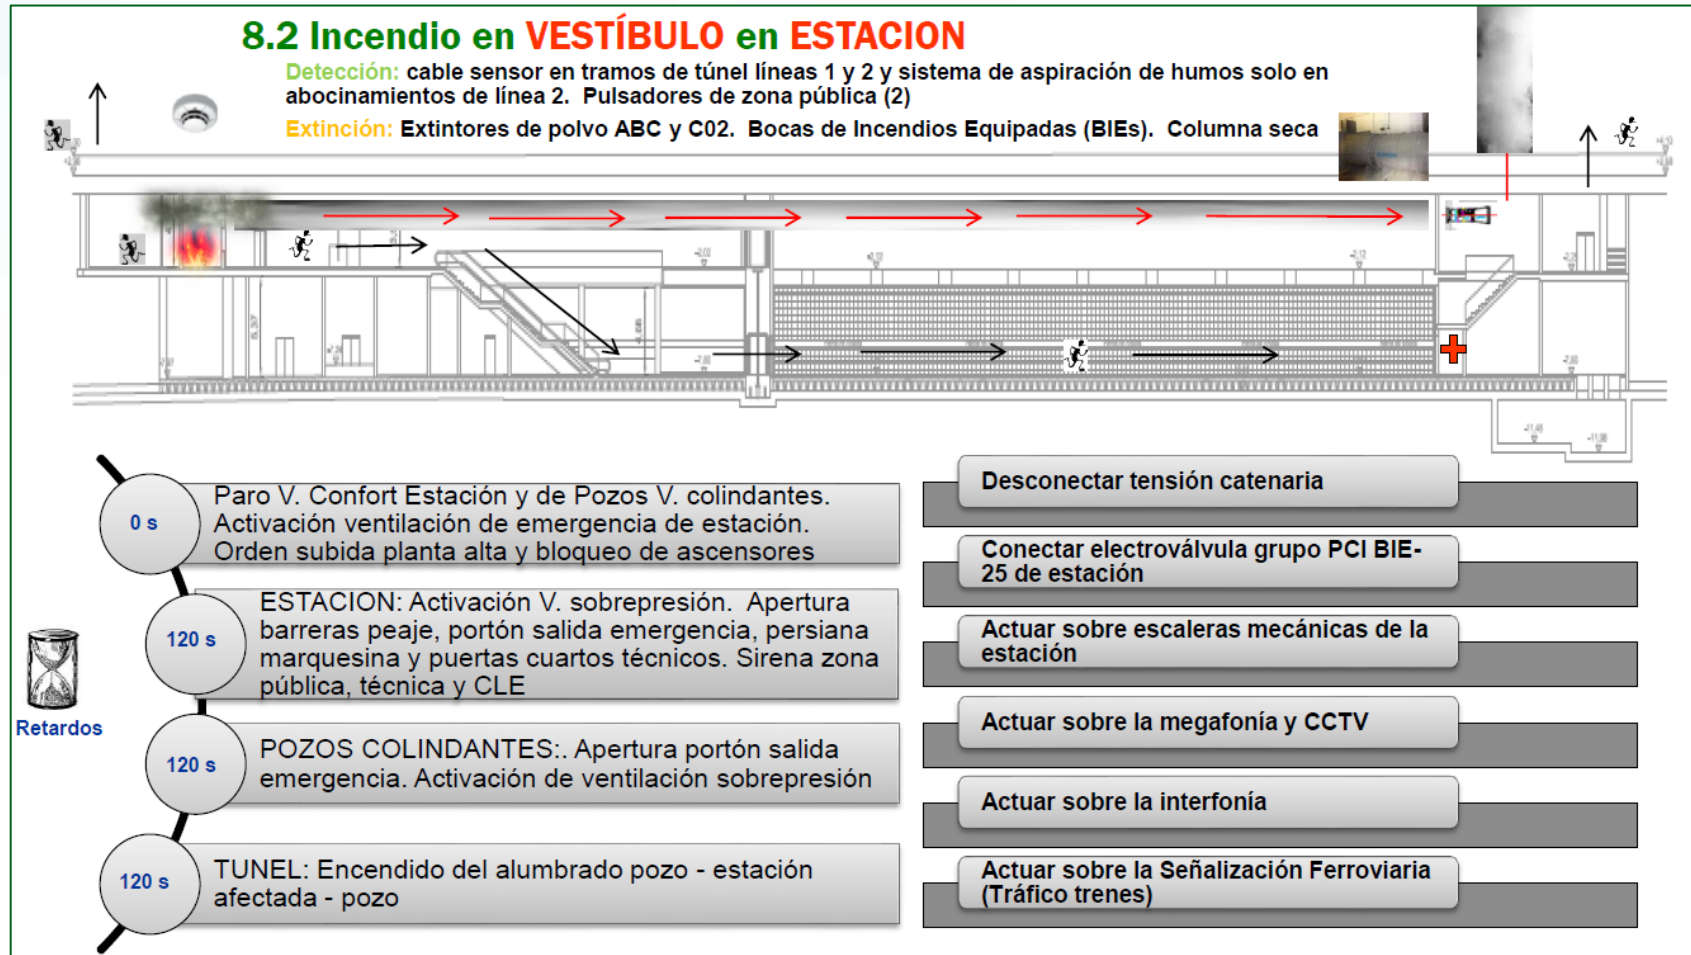 8.2 Incendio en VESTÍBULO en ESTACION
Detección: cable sensor en tramos de túnel líneas 1 y 2 y sistema de aspiración de humos solo en
abocinamientos de línea 2. Pulsadores de zona pública (2)
Extinción: Extintores de polvo ABC y C02. Bocas de Incendios Equipadas (BIEs). Columna seca
Retardos
0 s
Paro V. Confort Estación y de Pozos V. colindantes.
Activación ventilación de emergencia de estación.
Orden subida planta alta y bloqueo de ascensores
120 s
ESTACION: Activación V. sobrepresión. Apertura
barreras peaje, portón salida emergencia, persiana
marquesina y puertas cuartos técnicos. Sirena zona
pública, técnica y CLE
120 s
POZOS COLINDANTES:. Apertura portón salida
emergencia. Activación de ventilación sobrepresión
120 s
TUNEL: Encendido del alumbrado pozo - estación
afectada - pozo
Desconectar tensión catenaria
Conectar electroválvula grupo PCI BIE-
25 de estación
Actuar sobre escaleras mecánicas de la
estación
Actuar sobre la megafonía y CCTV
Actuar sobre la interfonía
Actuar sobre la Señalización Ferroviaria
(Tráfico trenes)